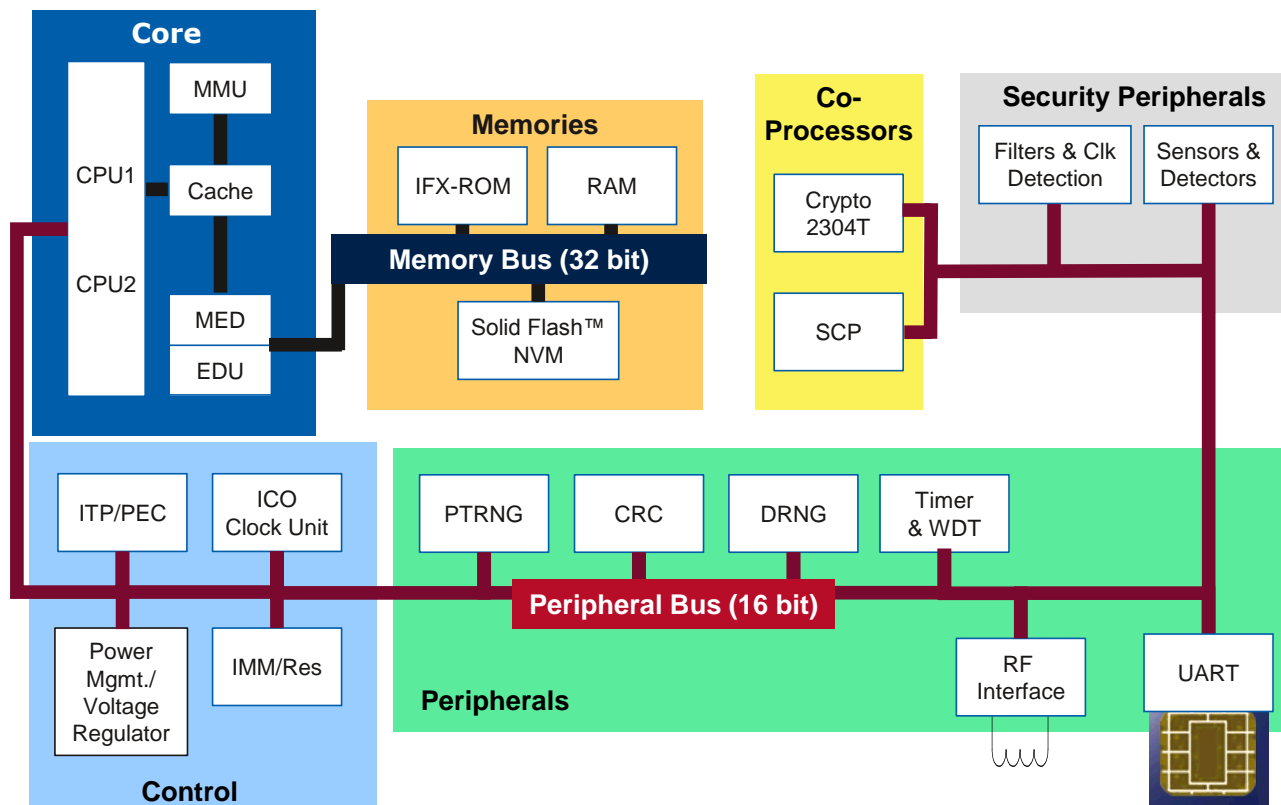 Core
MMU
CPU1
Cache
CPU2
MED
EDU
Memories
IFX-ROM
RAM
Memory Bus (32 bit)
Solid Flash™
NVM
Co-
Processors
Crypto
2304T
SCP
Security Peripherals
Filters & Clk
Detection
Sensors &
Detectors
ITP/PEC
ICO
Clock Unit
Power
Mgmt./
Voltage
Regulator
IMM/Res
Control
PTRNG
CRC
DRNG
Timer
& WDT
Peripheral Bus (16 bit)
RF
Interface
UART
Peripherals